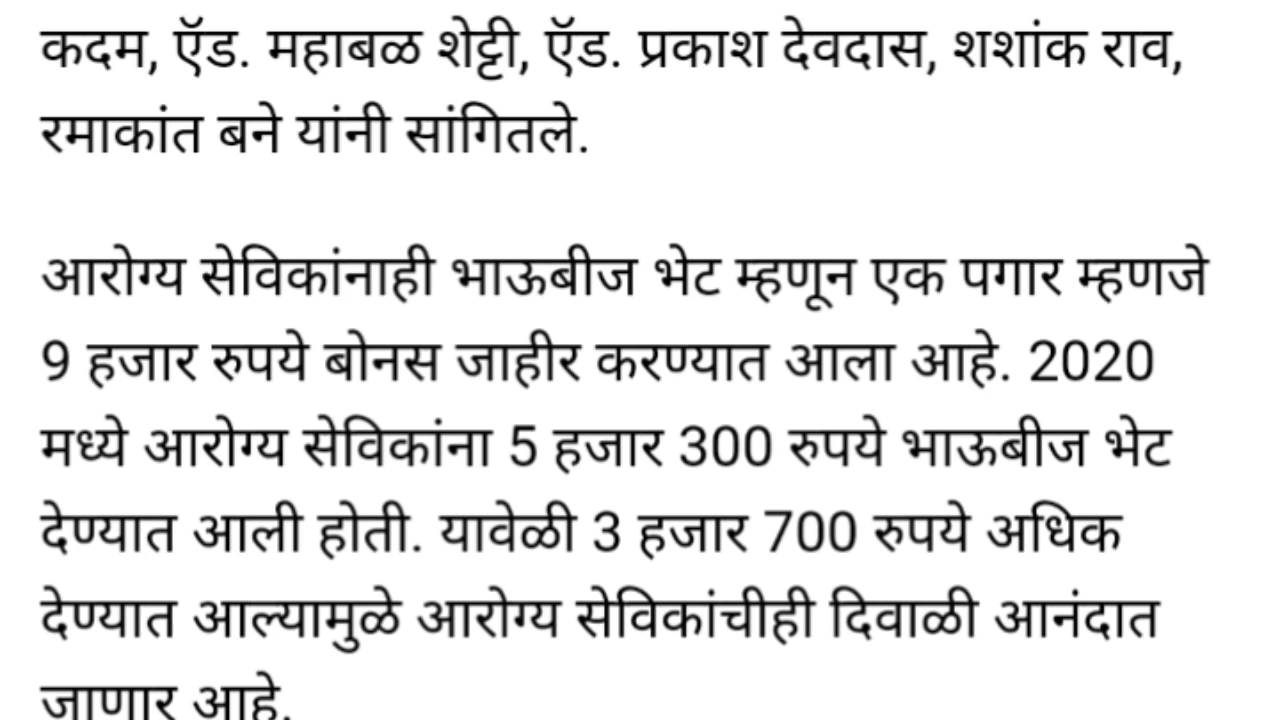 कदम, ऍड. महाबळ शेट्टी, ऍड. प्रकाश देवदास, शशांक राव,
रमाकांत बने यांनी सांगितले.
आरोग्य सेविकांनाही भाऊबीज भेट म्हणून एक पगार म्हणजे
9 हजार रुपये बोनस जाहीर करण्यात आला आहे. 2020
मध्ये आरोग्य सेविकांना 5 हजार 300 रुपये भाऊबीज भेट
देण्यात आली होती. यावेळी 3 हजार 700 रुपये अधिक
देण्यात आल्यामुळे आरोग्य सेविकांचीही दिवाळी आनंदात
जाणार आहे.